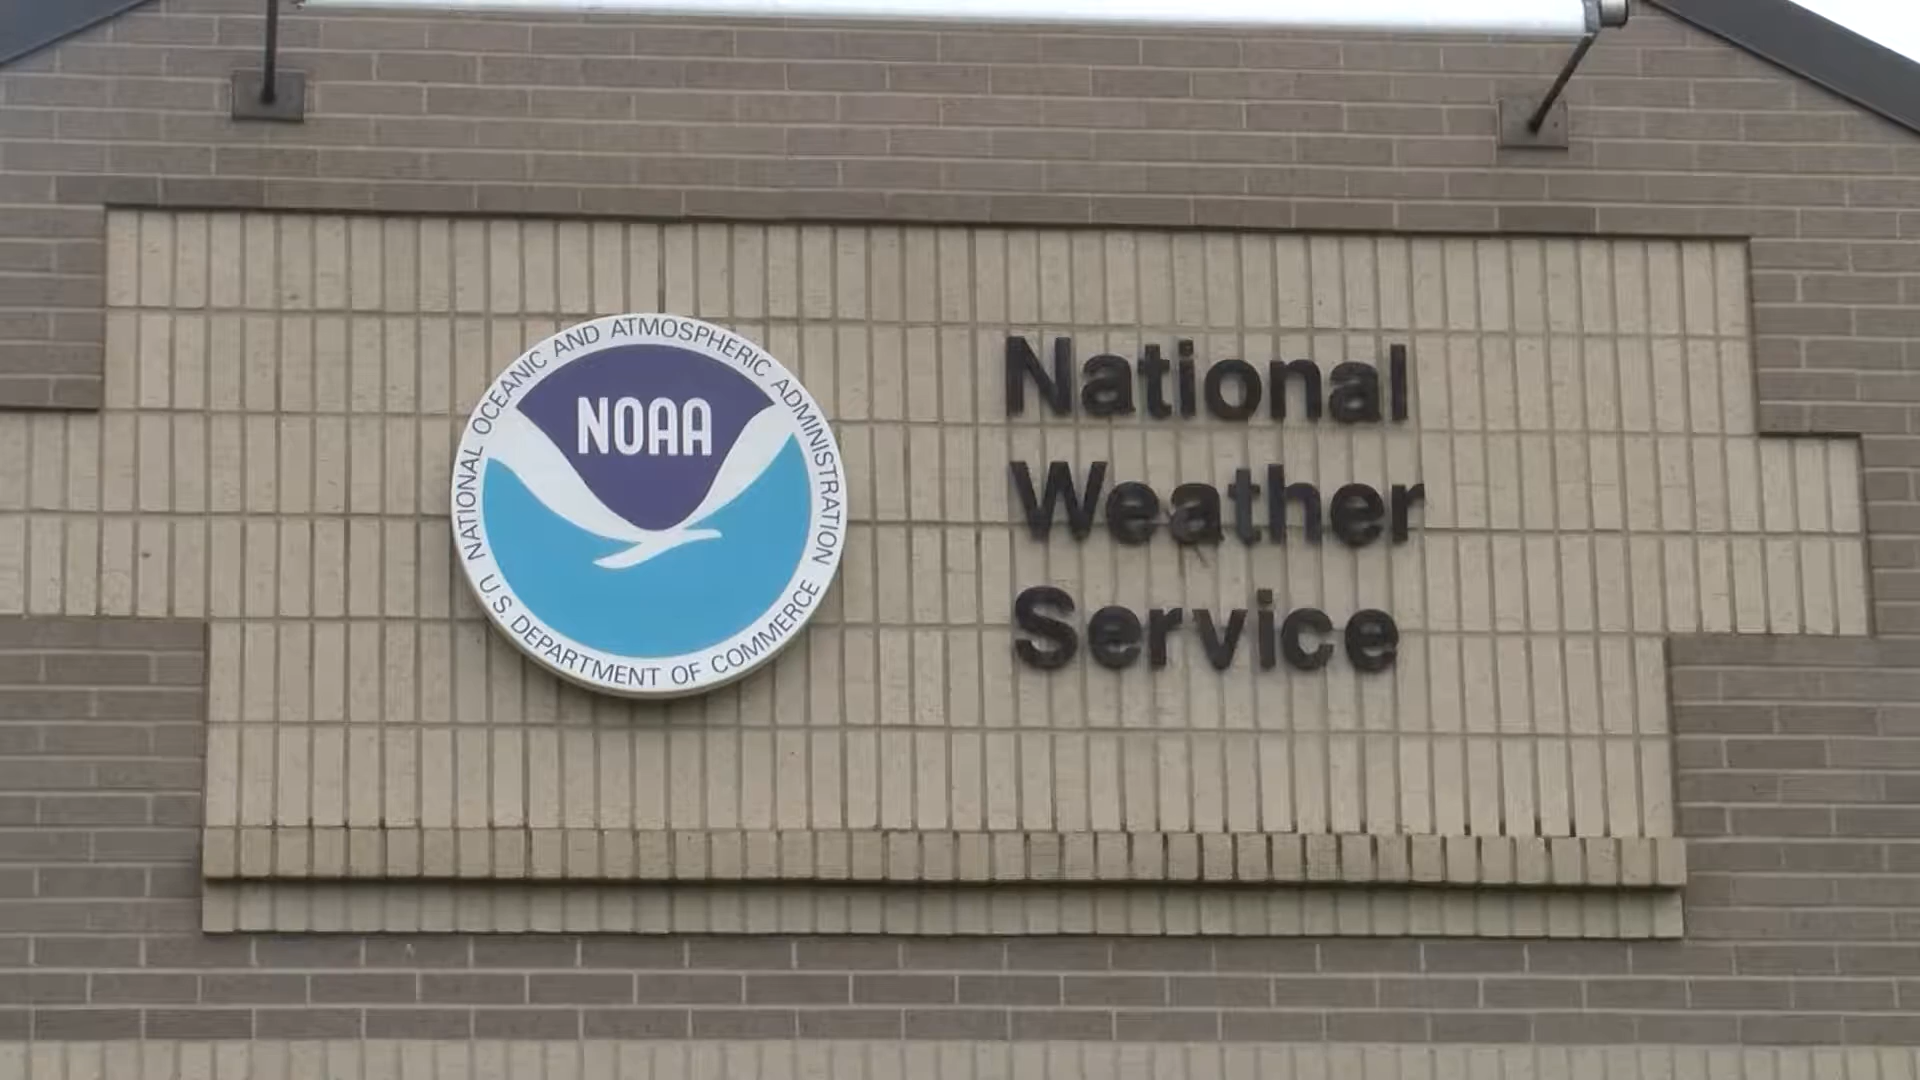 NATIONAL OCEANIC AND ATMOSPHERIC ADMINISTRATION
NOAA
U.S. DEPARTMENT OF COMMERCE
National
Weather
Service